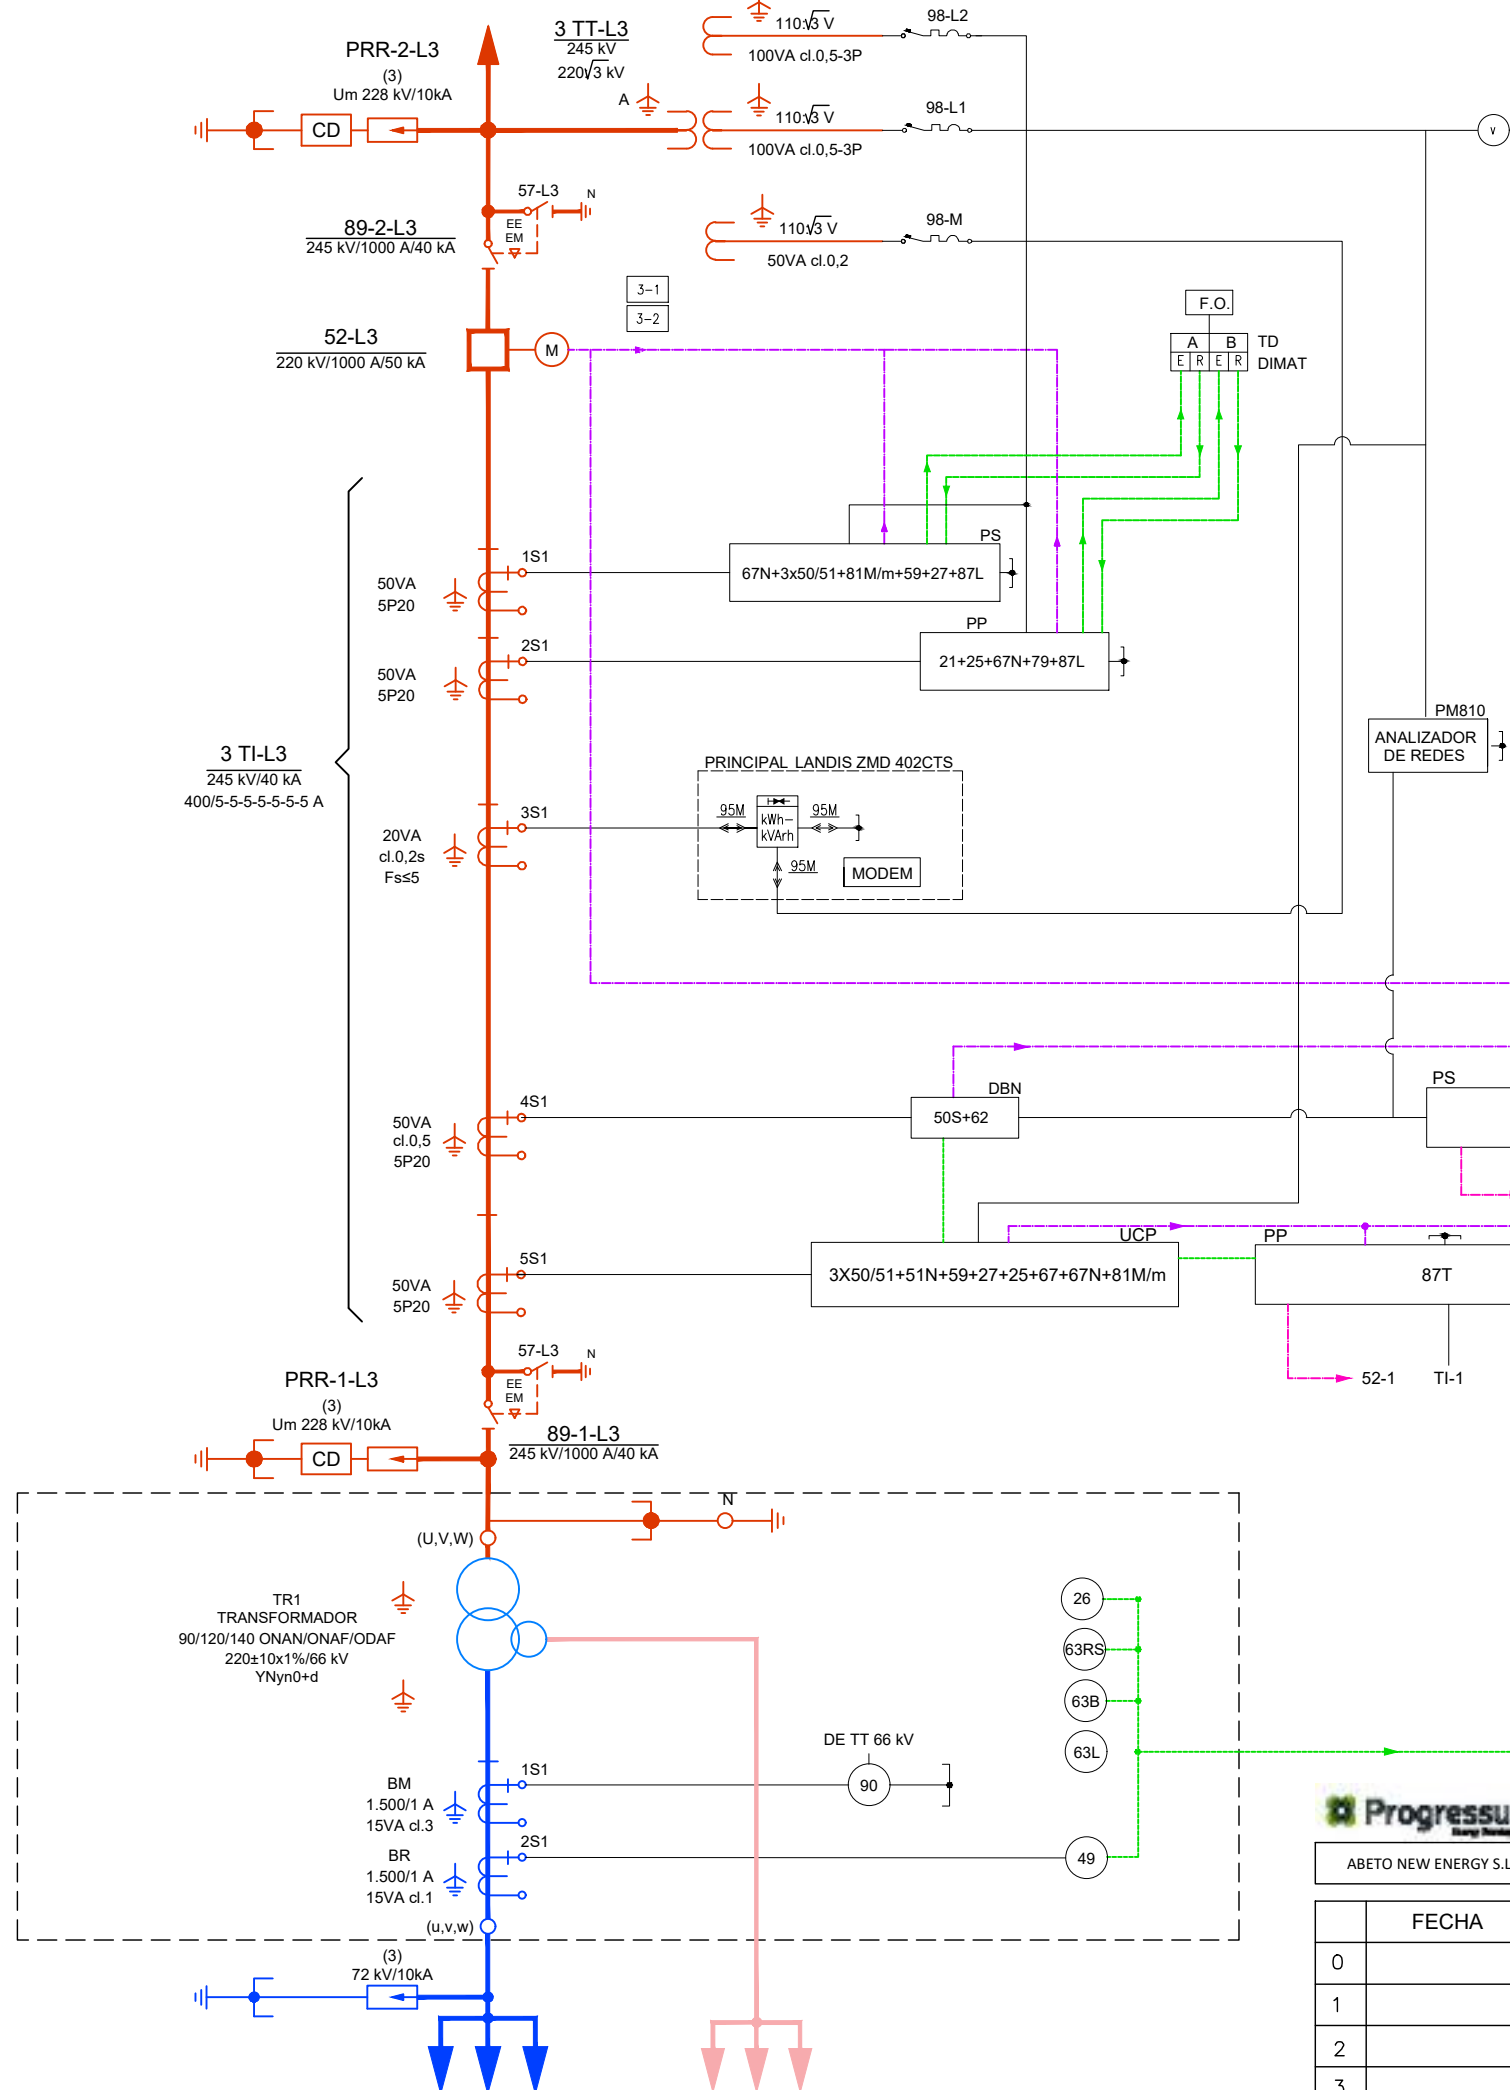 98-L2
110:√3 V
100VA cl.0,5-3P
3 TT-L3
245 kV
220√3 kV
PRR-2-L3
(3)
Um 228 kV/10kA
CD
A
110:√3 V
98-L1
100VA cl.0,5-3P
V
57-L3
N
EE
EM
89-2-L3
245 kV/1000 A/40 kA
110:√3 V
98-M
50VA cl.0,2
3-1
3-2
F.O.
A B
E R E R
TD
DIMAT
52-L3
220 kV/1000 A/50 kA
M
1S1
50VA
5P20
PS
67N+3x50/51+81M/m+59+27+87L
2S1
50VA
5P20
PP
21+25+67N+79+87L
3 TI-L3
245 kV/40 kA
400/5-5-5-5-5-5-5 A
PM810
ANALIZADOR
DE REDES
PRINCIPAL LANDIS ZMD 402CTS
3S1
20VA
cl.0,2s
Fs≤5
95M
kWh-
kVArh
95M
95M
MODEM
4S1
50VA
cl.0,5
5P20
DBN
50S+62
PS
5S1
50VA
5P20
UCP
3X50/51+51N+59+27+25+67+67N+81M/m
PP
87T
52-1
TI-1
57-L3
N
EE
EM
PRR-1-L3
(3)
Um 228 kV/10kA
CD
89-1-L3
245 kV/1000 A/40 kA
N
(U,V,W)
TR1
TRANSFORMADOR
90/120/140 ONAN/ONAF/ODAF
220±10x1%/66 kV
YNyn0+d
26
63RS
63B
63L
DE TT 66 kV
90
1S1
BM
1.500/1 A
15VA cl.3
2S1
BR
1.500/1 A
15VA cl.1
49
(u,v,w)
(3)
72 kV/10kA
Progressu
ABETO NEW ENERGY S.L
FECHA
0
1
2
3